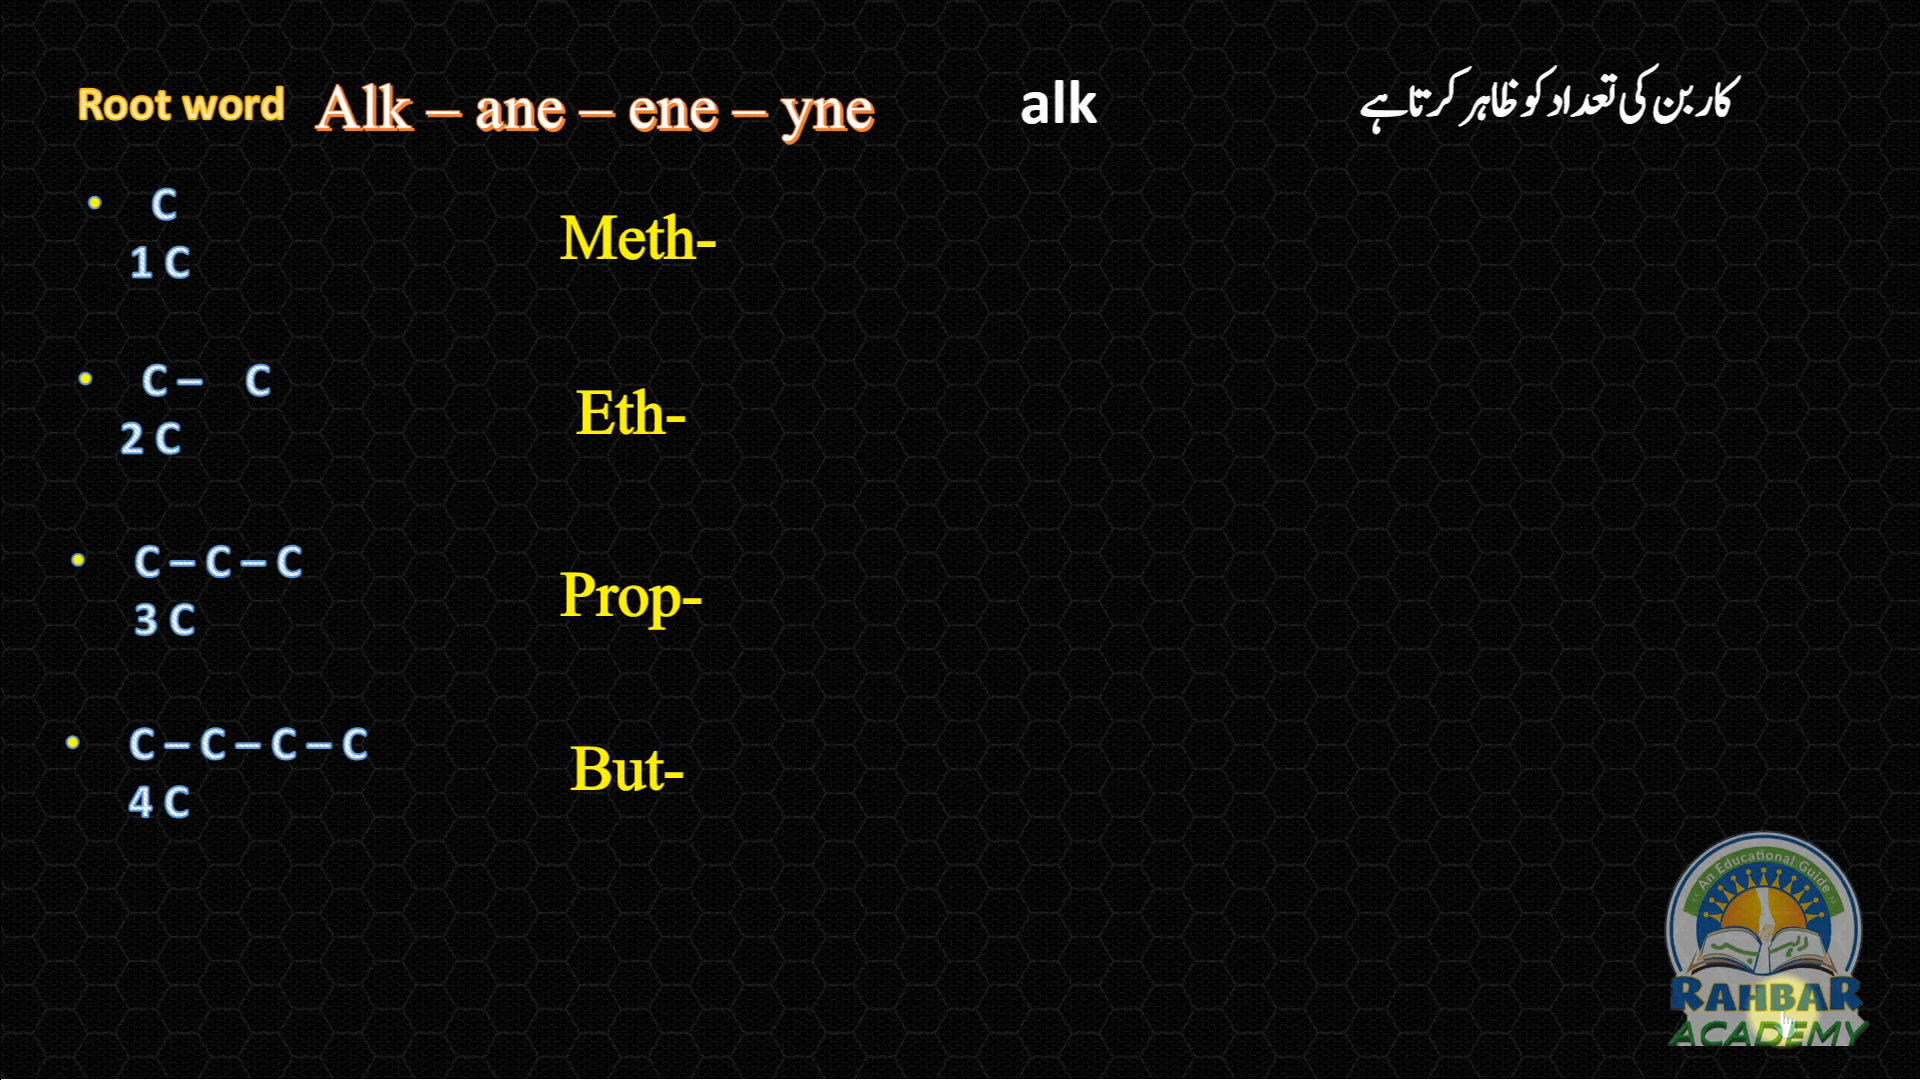 Root word Alk – ane – ene – yne alk کاربن کی تعداد کو ظاہر کرتا ہے
• C
1 C
Meth-
• C – C
2 C
Eth-
• C – C – C
3 C
Prop-
• C – C – C – C
4 C
But-
An Educational Guide
رہبر
RAHBAR
ACADEMY